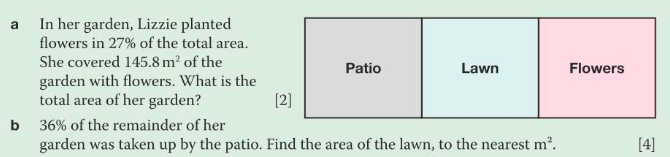 a In her garden, Lizzie planted
flowers in 27% of the total area.
She covered 145.8 m² of the
garden with flowers. What is the
total area of her garden? [2]
Patio Lawn Flowers
b 36% of the remainder of her
garden was taken up by the patio. Find the area of the lawn, to the nearest m². [4]